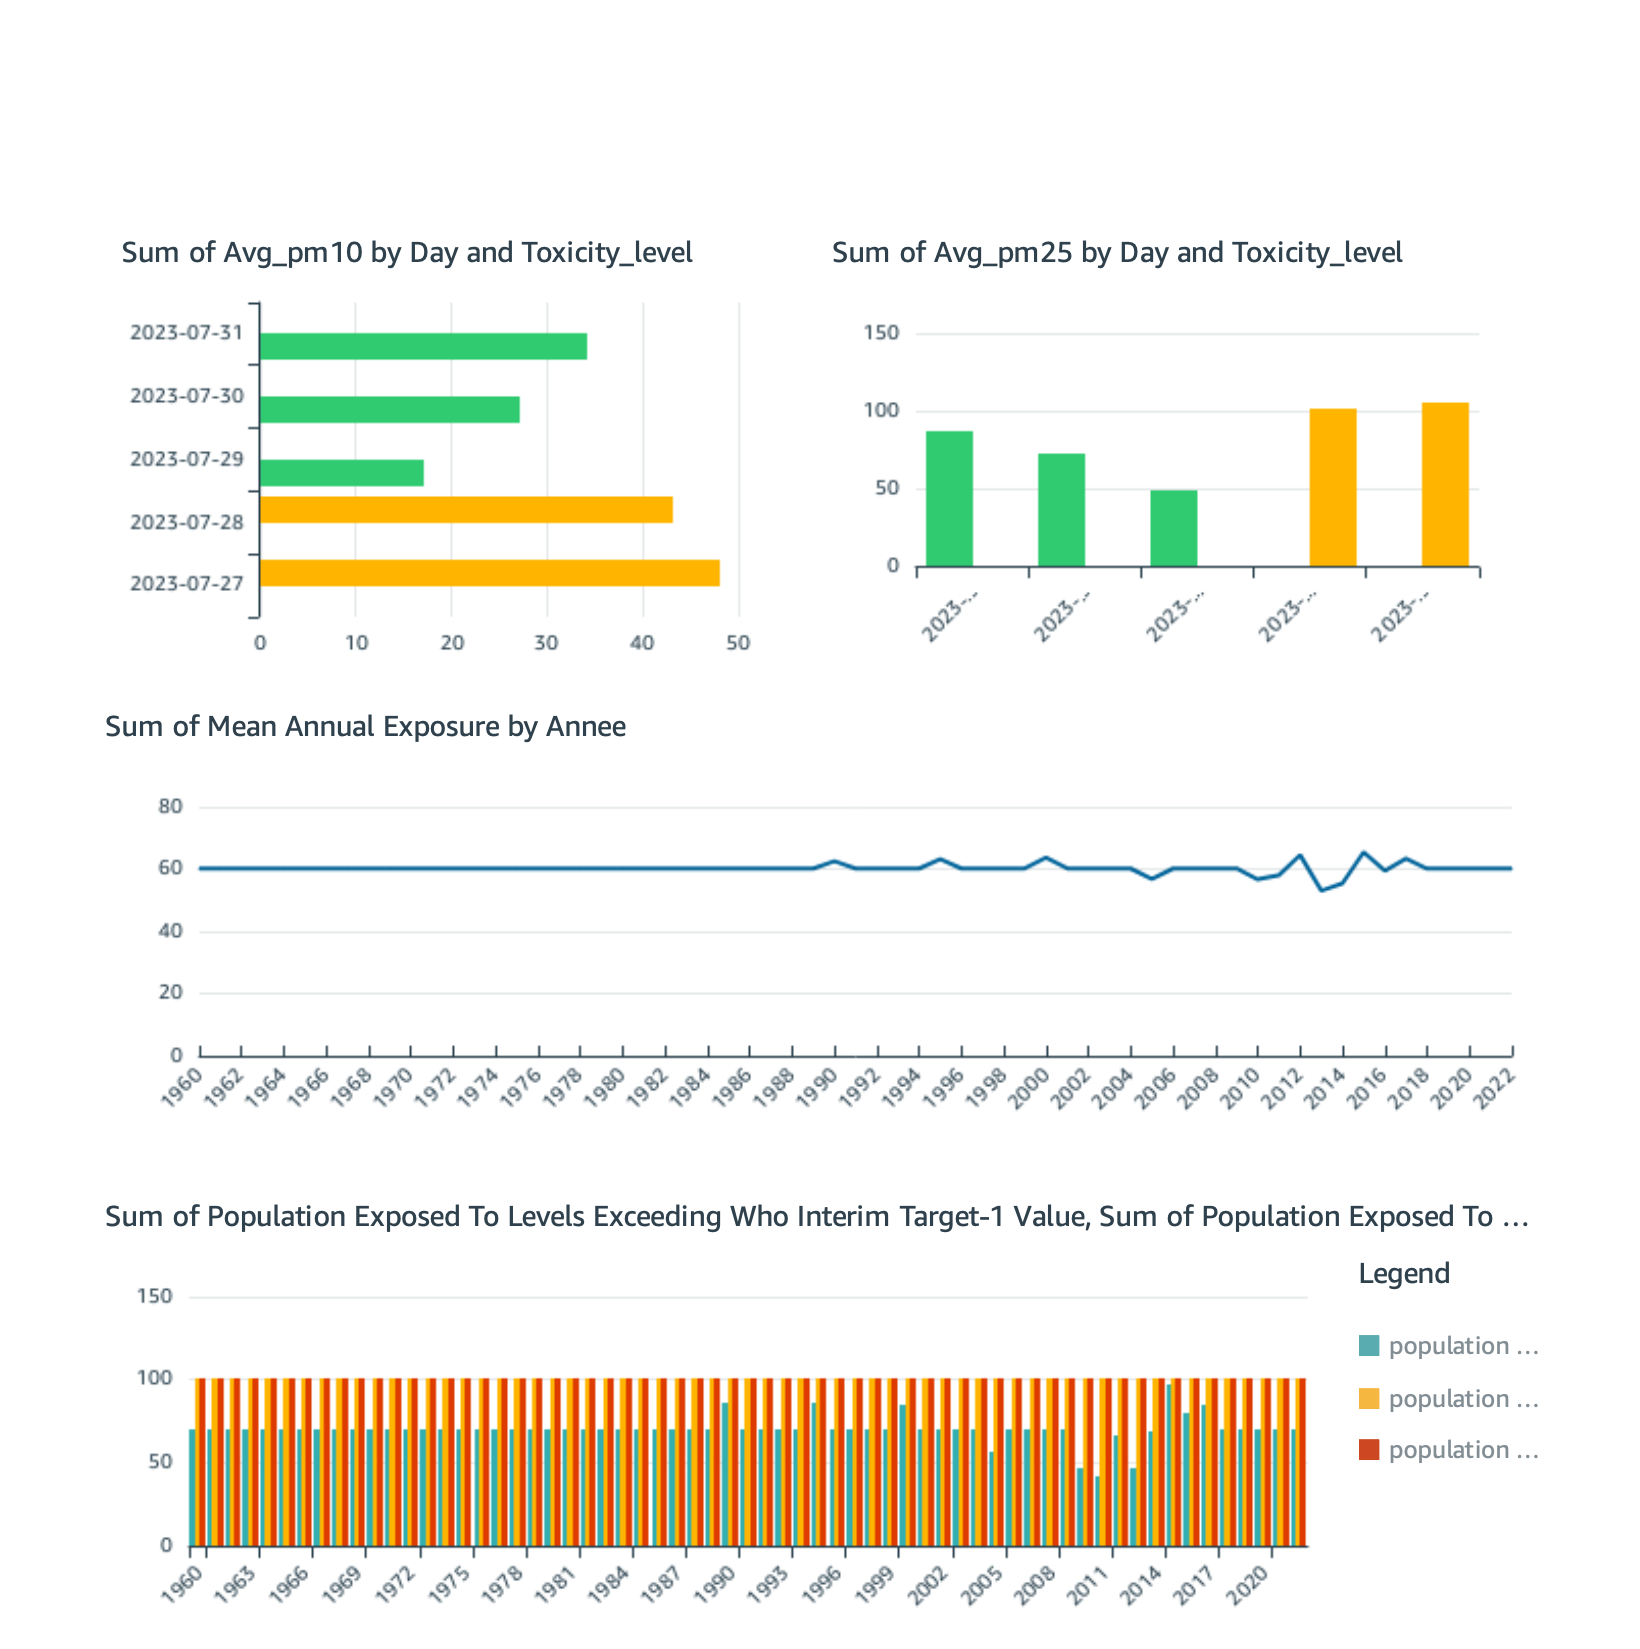 Sum of Avg_pm10 by Day and Toxicity_level
2023-07-31
2023-07-30
2023-07-29
2023-07-28
2023-07-27
0 10 20 30 40 50
Sum of Avg_pm25 by Day and Toxicity_level
150
100
50
0
2023-... 2023-... 2023-... 2023-... 2023-...
Sum of Mean Annual Exposure by Annee
80
60
40
20
0
1960 1962 1964 1966 1968 1970 1972 1974 1976 1978 1980 1982 1984 1986 1988 1990 1992 1994 1996 1998 2000 2002 2004 2006 2008 2010 2012 2014 2016 2018 2020 2022
Sum of Population Exposed To Levels Exceeding Who Interim Target-1 Value, Sum of Population Exposed To ...
150
100
50
0
1960 1963 1966 1969 1972 1975 1978 1981 1984 1987 1990 1993 1996 1999 2002 2005 2008 2011 2014 2017 2020
Legend
population ...
population ...
population ...